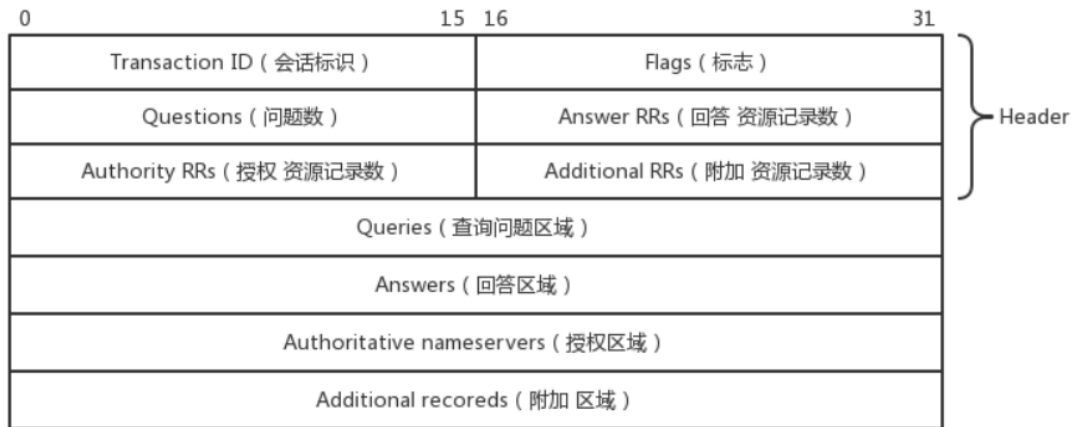 0 15 16 31
Transaction ID ( 会话标识 ) Flags ( 标志 )
Questions ( 问题数 ) Answer RRs ( 回答 资源记录数 )
Header
Authority RRs ( 授权 资源记录数 ) Additional RRs ( 附加 资源记录数 )
Queries ( 查询问题区域 )
Answers ( 回答区域 )
Authoritative nameservers ( 授权区域 )
Additional recoreds ( 附加 区域 )